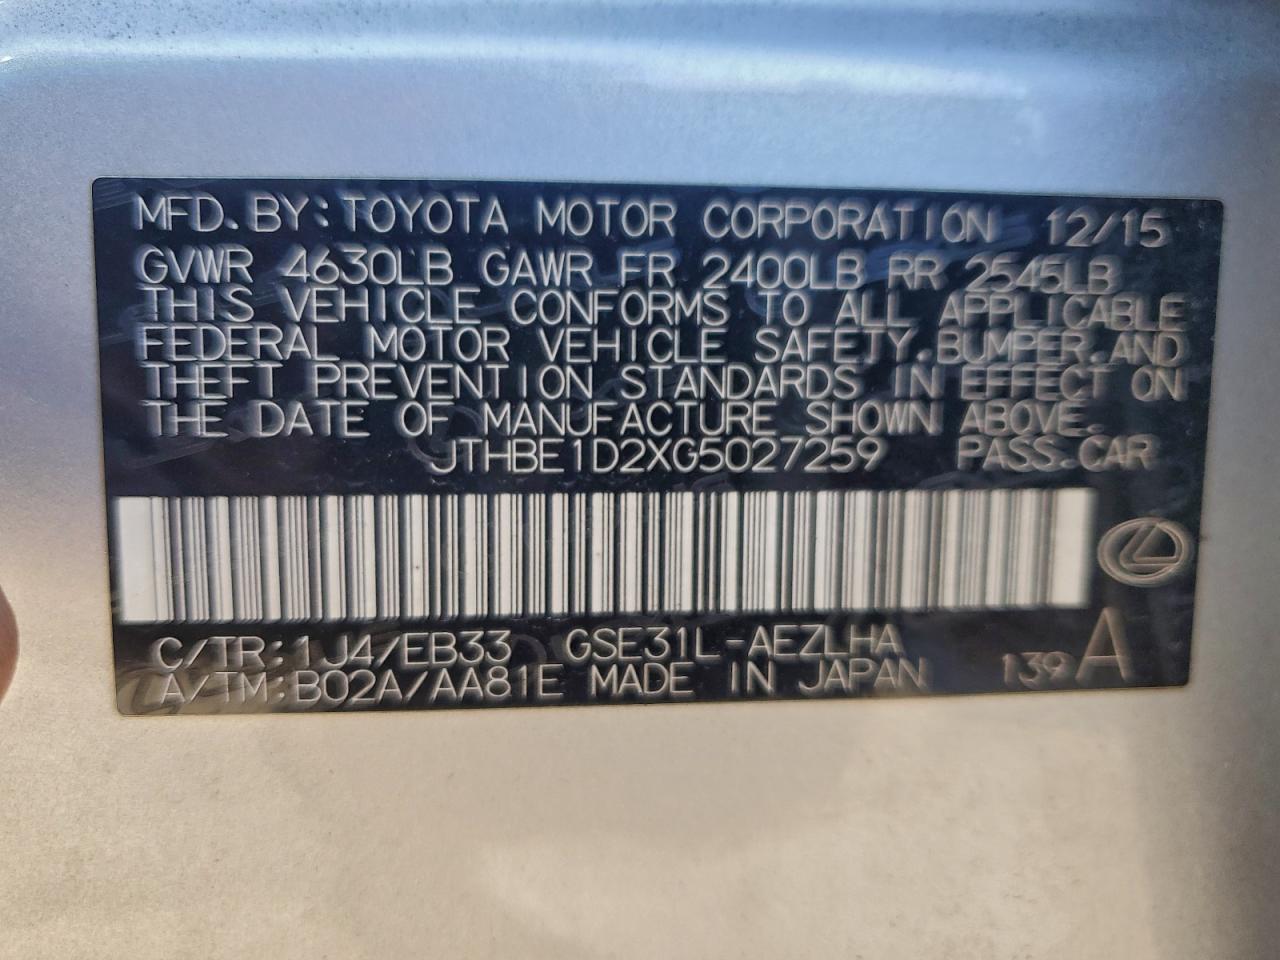 MFD. BY: TOYOTA MOTOR CORPORATION 12/15
GVWR 4630LB GAWR FR 2400LB RR 2545LB
THIS VEHICLE CONFORMS TO ALL APPLICABLE
FEDERAL MOTOR VEHICLE SAFETY, BUMPER, AND
THEFT PREVENTION STANDARDS IN EFFECT ON
THE DATE OF MANUFACTURE SHOWN ABOVE.
JTHBE1D2XG5027259 PASS.CAR
C/TR: 1J4/EB33 GSE31L-AEZLHA
A/TM: B02A/AA81E MADE IN JAPAN 139 A